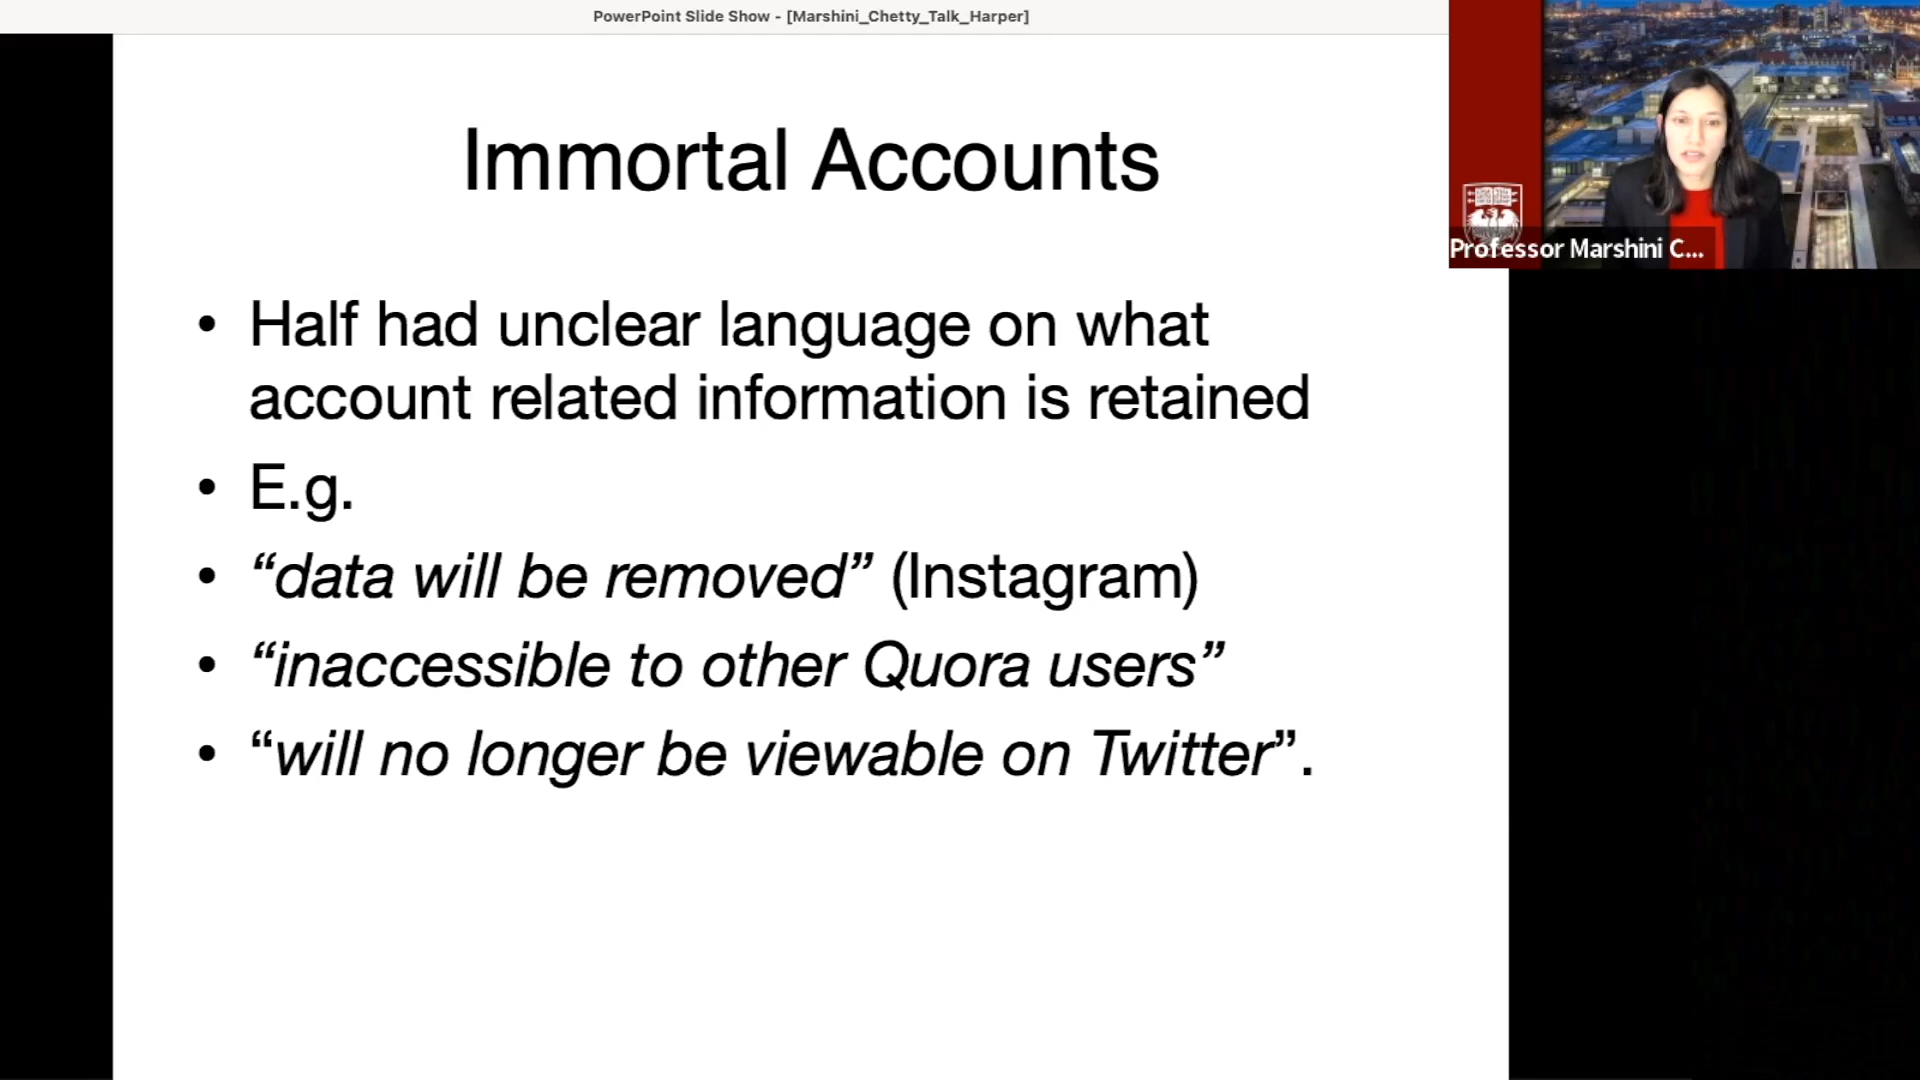 PowerPoint Slide Show - [Marshini_Chetty_Talk_Harper]
Immortal Accounts
• Half had unclear language on what
account related information is retained
• E.g.
• “data will be removed” (Instagram)
• “inaccessible to other Quora users”
• “will no longer be viewable on Twitter”.
Professor Marshini C...